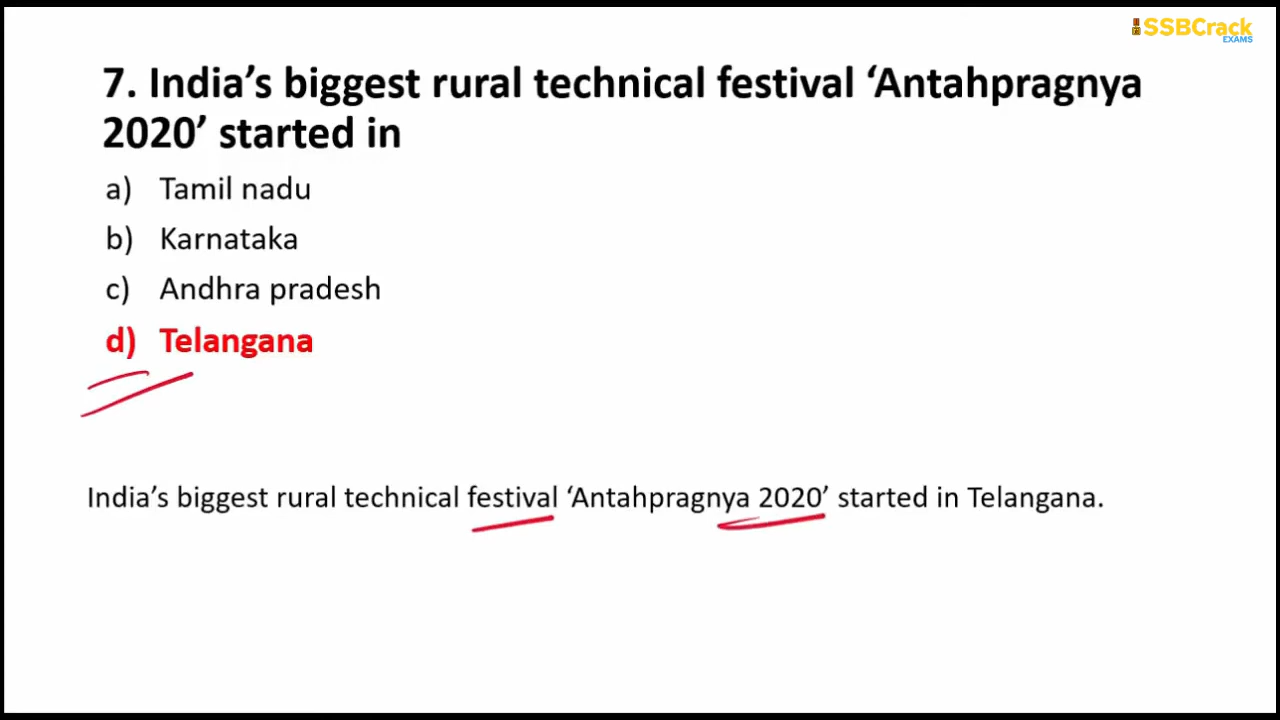 SSBCrack
EXAMS
7. India’s biggest rural technical festival ‘Antahpragnya
2020’ started in
a) Tamil nadu
b) Karnataka
c) Andhra pradesh
d) Telangana
India’s biggest rural technical festival ‘Antahpragnya 2020’ started in Telangana.